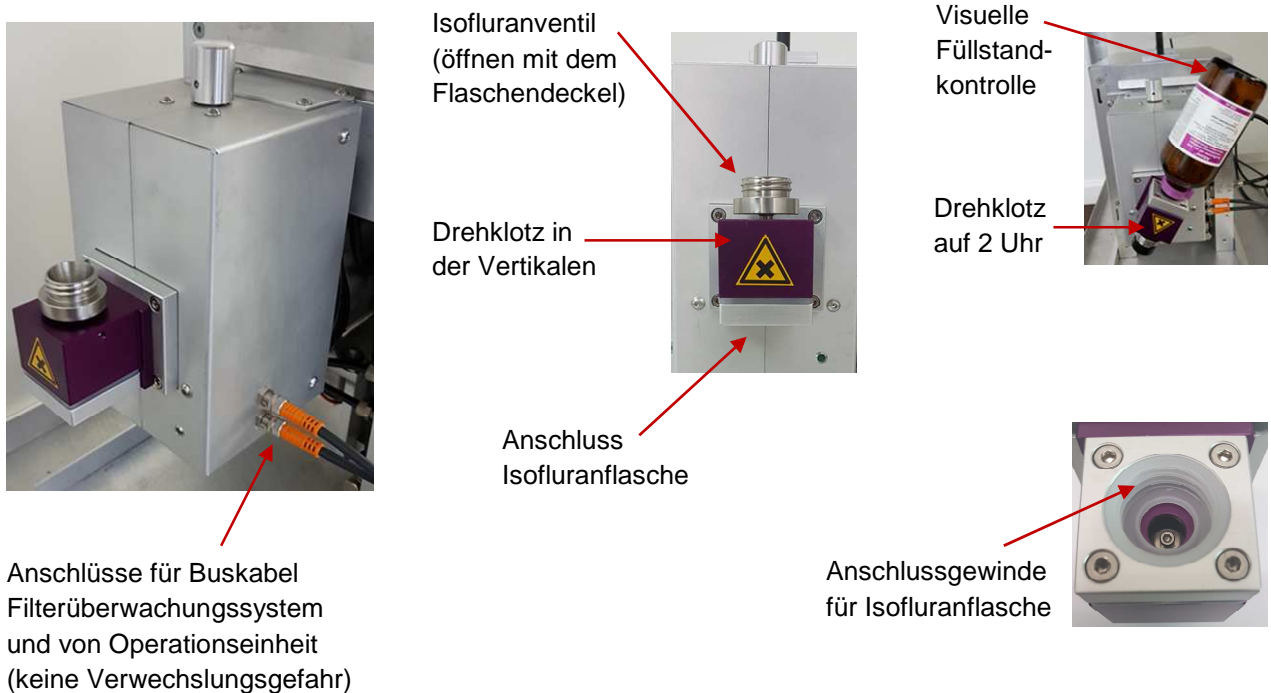 Isofluranventil
(öffnen mit dem
Flaschendeckel)
Visuelle
Füllstand-
kontrolle
Drehklotz in
der Vertikalen
Drehklotz
auf 2 Uhr
Anschluss
Isofluranflasche
Anschlüsse für Buskabel
Filterüberwachungssystem
und von Operationseinheit
(keine Verwechslungsgefahr)
Anschlussgewinde
für Isofluranflasche